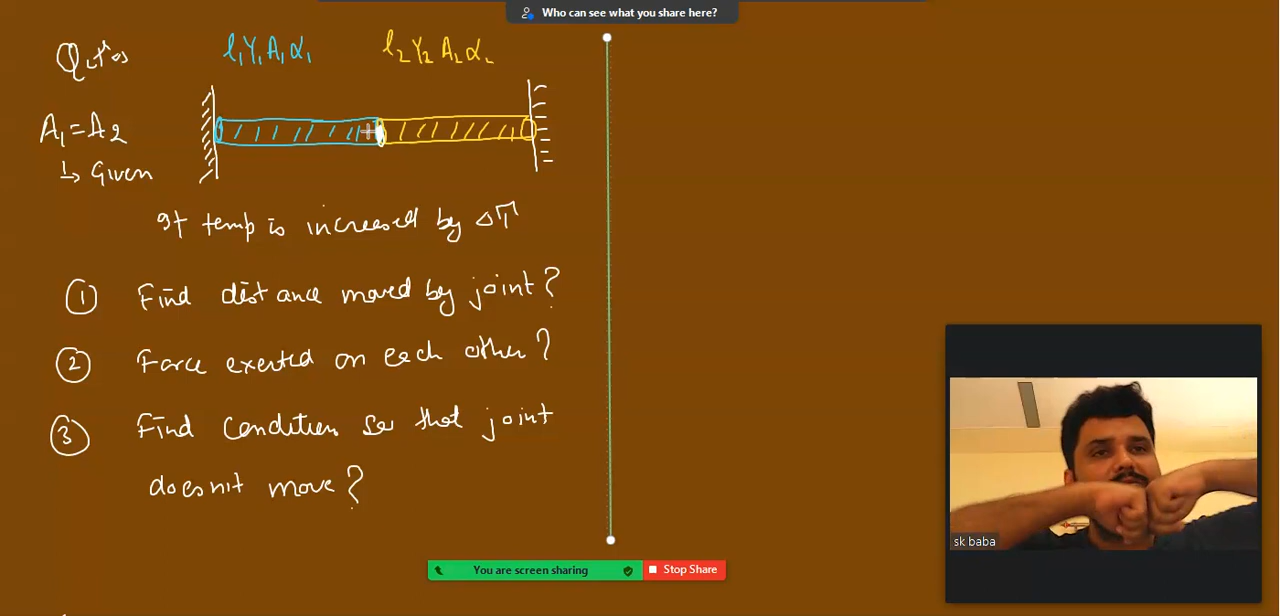 Who can see what you share here?
l₁Y₁A₁α₁ l₂Y₂A₂α₂
A₁=A₂
↳ Given
If temp is increased by ΔT
① Find distance moved by joint?
② Force exerted on each other?
③ Find condition so that joint
doesn't move?
sk baba
You are screen sharing Stop Share